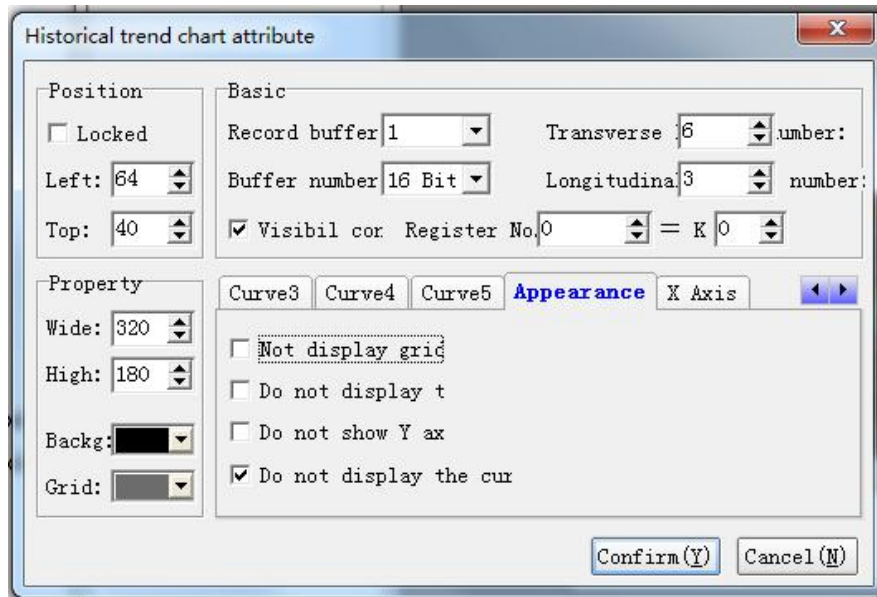 Historical trend chart attribute
Position
Locked
Left: 64
Top: 40
Basic
Record buffer 1 Transverse 6 umber:
Buffer number 16 Bit Longitudinal 3 number:
Visibil cor Register No. 0 = K 0
Property
Wide: 320
High: 180
Backg:
Grid:
Curve3 Curve4 Curve5 Appearance X Axis
Not display grid
Do not display t
Do not show Y ax
Do not display the cur
Confirm(Y) Cancel(N)